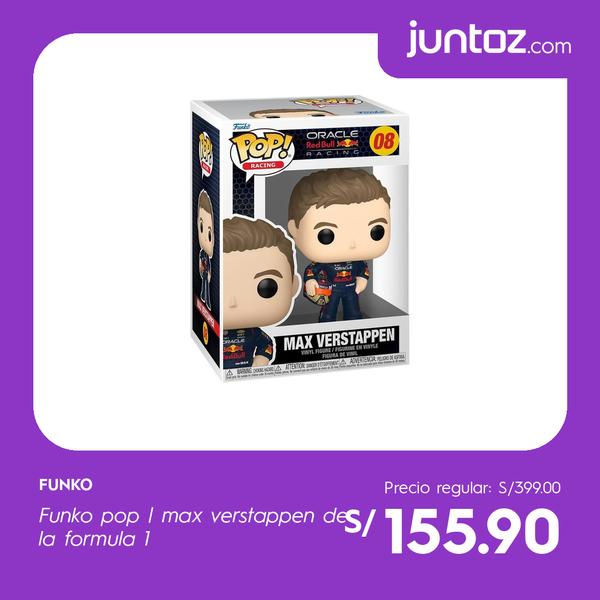 juntoz.com
Funko
POP!
RACING
ORACLE
Red Bull
RACING
08
MAX VERSTAPPEN
VINYL FIGURE / FIGURINE EN VINYLE
FIGURA DE VINIL
FUNKO
Precio regular: S/399.00
Funko pop | max verstappen de
la formula 1
S/ 155.90